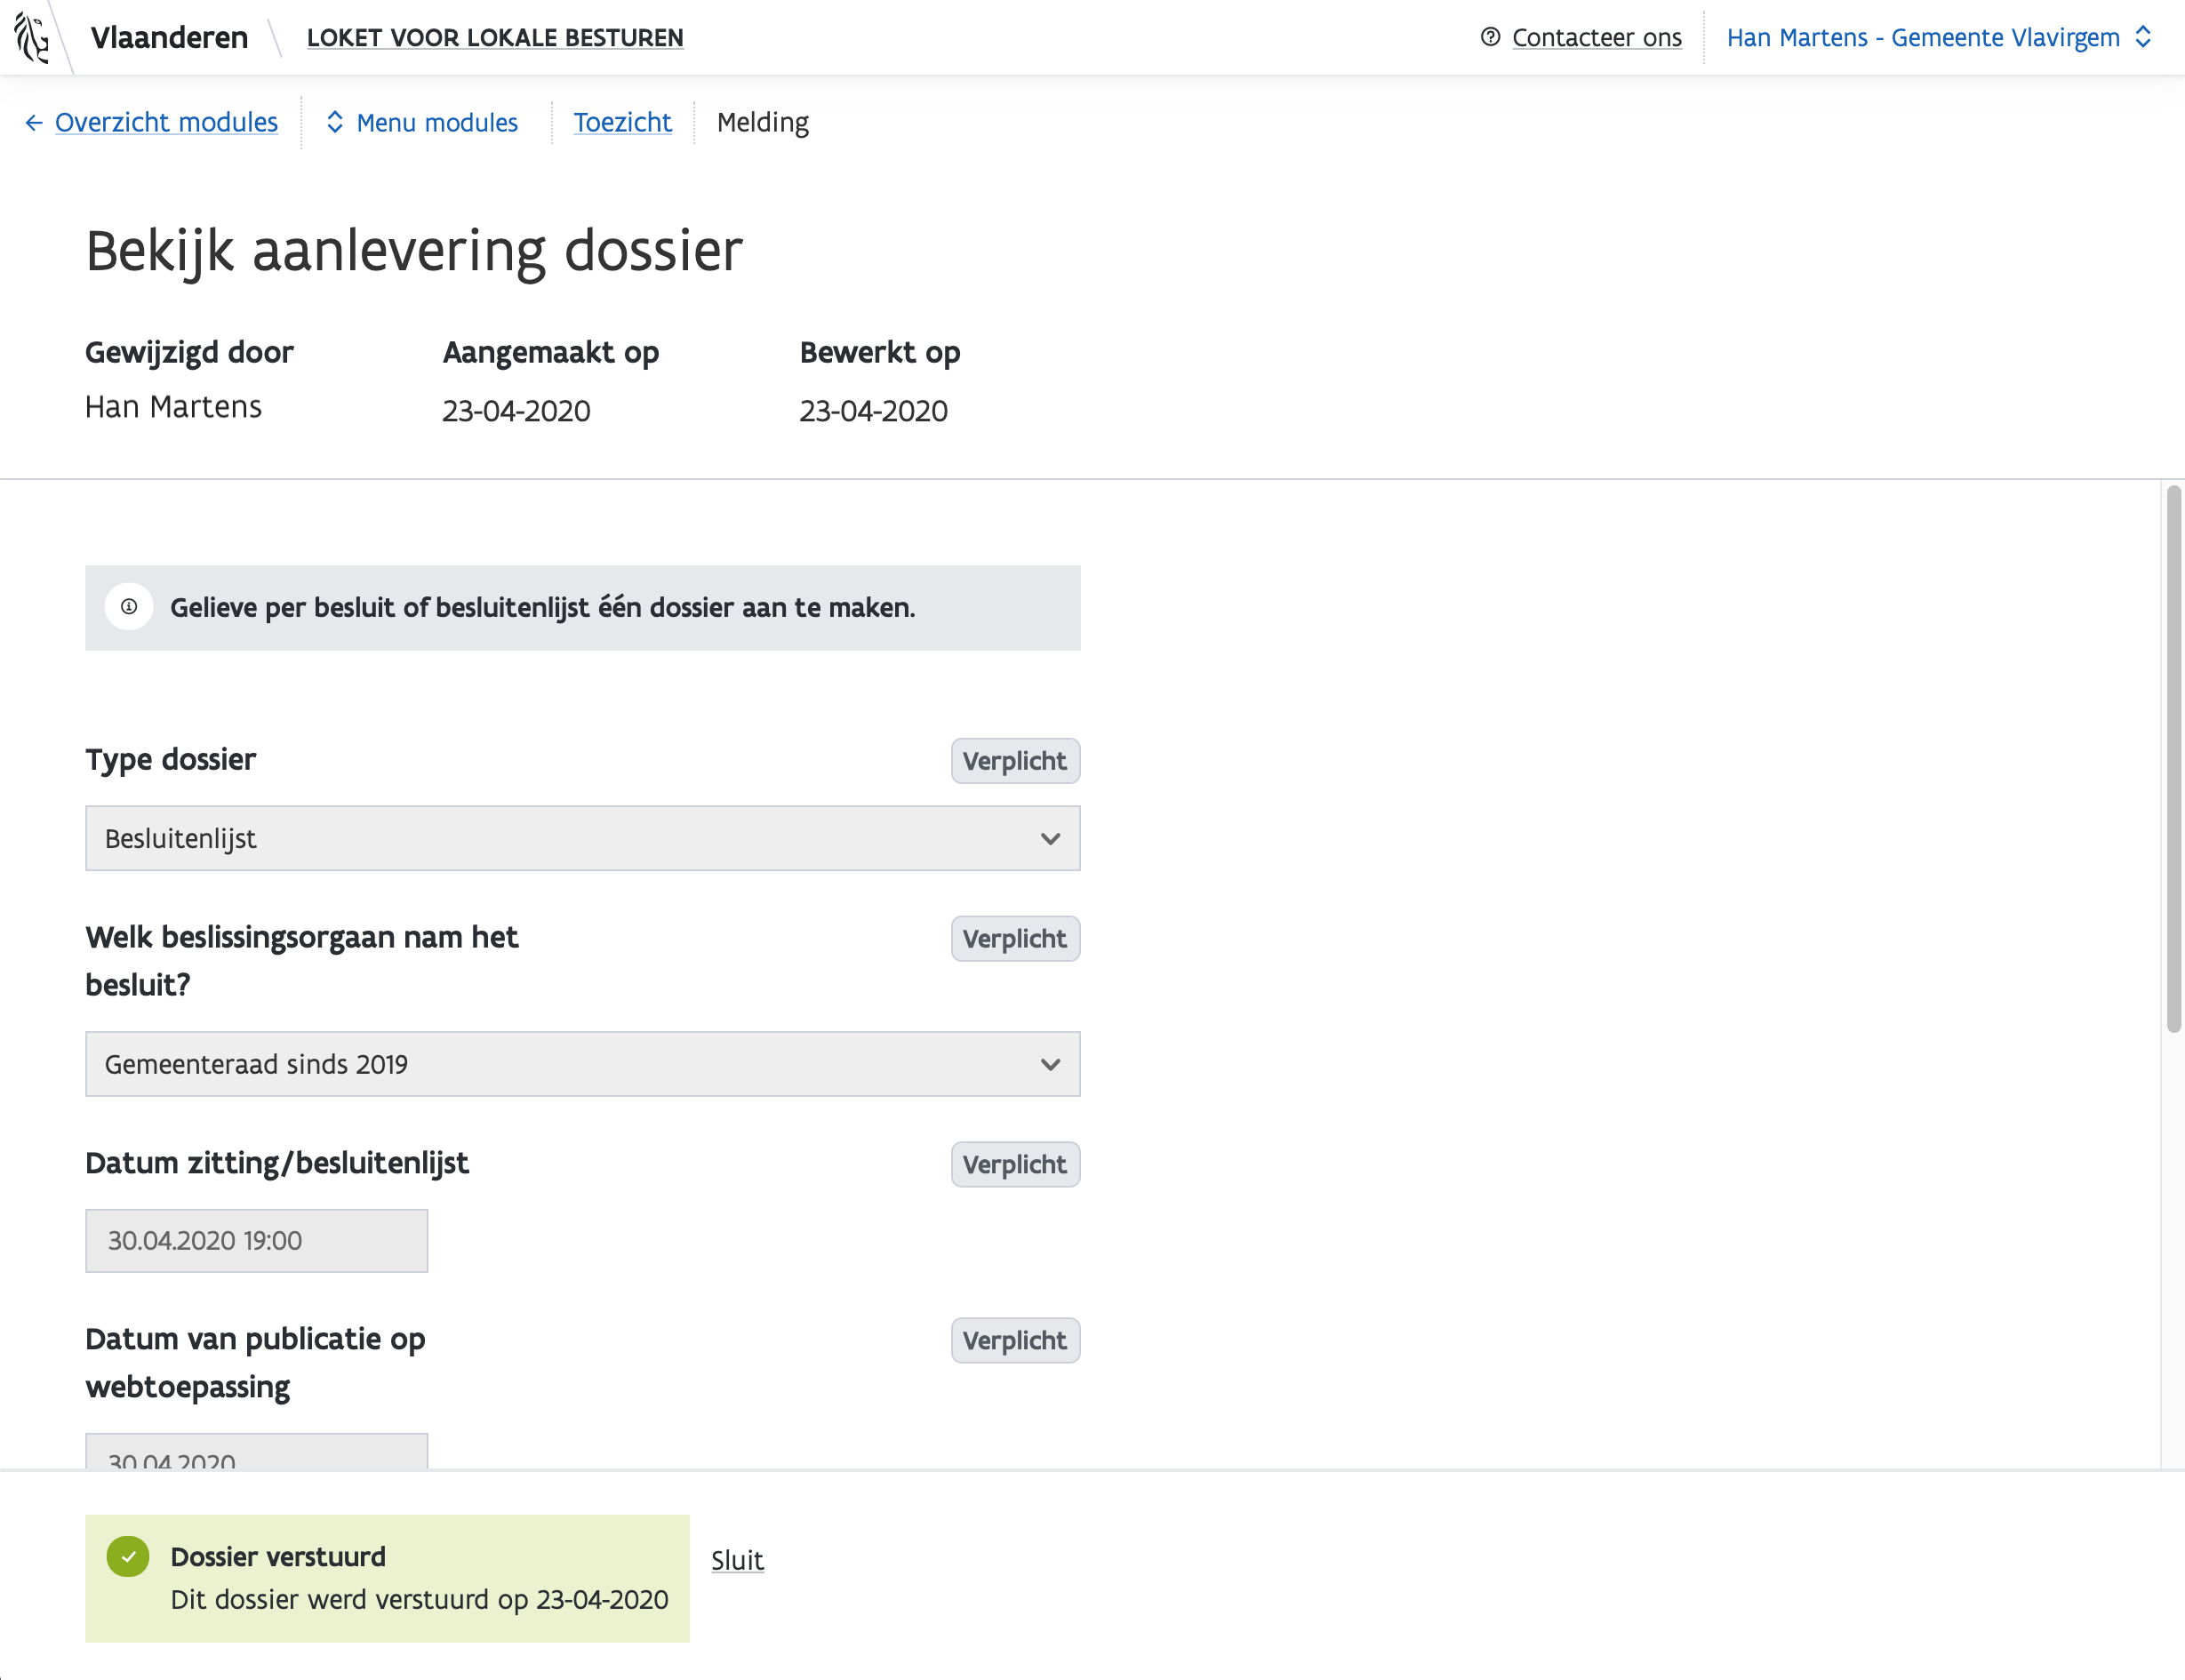 Vlaanderen
LOKET VOOR LOKALE BESTUREN
Contacteer ons
Han Martens - Gemeente Vlavirgem
Overzicht modules
Menu modules
Toezicht
Melding
Bekijk aanlevering dossier
Gewijzigd door
Han Martens
Aangemaakt op
23-04-2020
Bewerkt op
23-04-2020
Gelieve per besluit of besluitenlijst één dossier aan te maken.
Type dossier
Verplicht
Besluitenlijst
Welk beslissingsorgaan nam het
besluit?
Verplicht
Gemeenteraad sinds 2019
Datum zitting/besluitenlijst
Verplicht
30.04.2020 19:00
Datum van publicatie op
webtoepassing
Verplicht
30.04.2020
Dossier verstuurd
Dit dossier werd verstuurd op 23-04-2020
Sluit